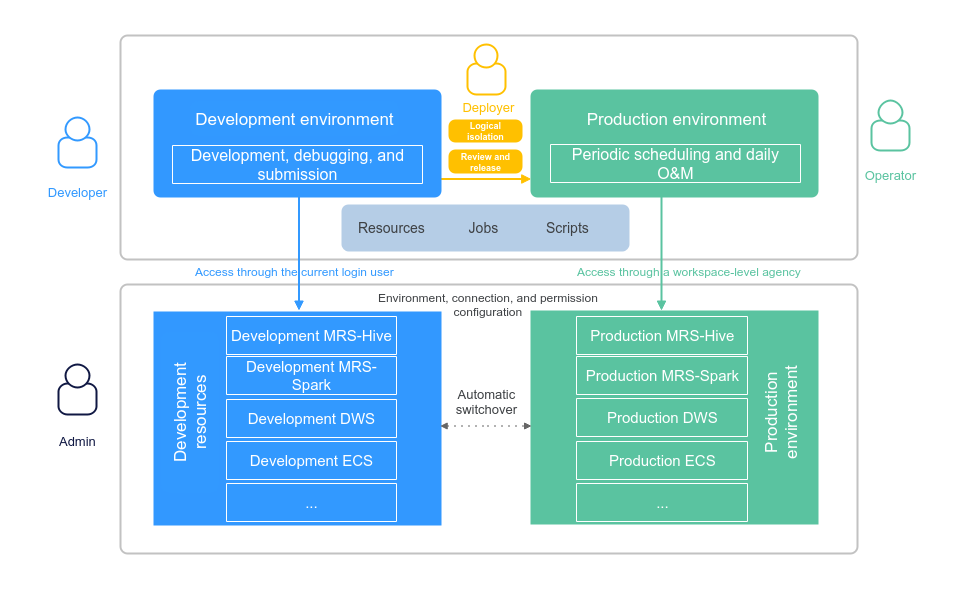 Deployer
Development environment
Development, debugging, and
submission
Logical
isolation
Review and
release
Production environment
Periodic scheduling and daily
O&M
Developer
Operator
Resources
Jobs
Scripts
Access through the current login user
Access through a workspace-level agency
Environment, connection, and permission
configuration
Development
resources
Development MRS-Hive
Development MRS-
Spark
Development DWS
Development ECS
...
Automatic
switchover
Production MRS-Hive
Production MRS-Spark
Production DWS
Production ECS
...
Production
environment
Admin